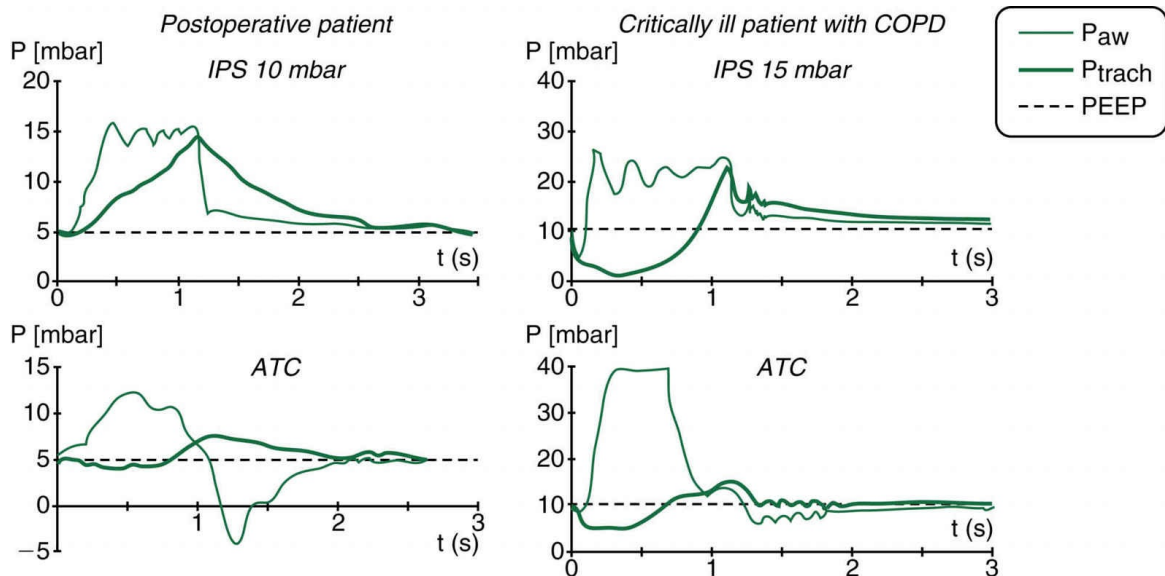 Postoperative patient
P [mbar]
IPS 10 mbar
20
15
10
5
0
t (s)
0
1
2
3
Critically ill patient with COPD
P [mbar]
IPS 15 mbar
40
30
20
10
0
t (s)
0
1
2
3
Paw
Ptrach
PEEP
P [mbar]
ATC
15
10
5
0
−5
t (s)
0
1
2
3
P [mbar]
ATC
40
30
20
10
0
t (s)
0
1
2
3